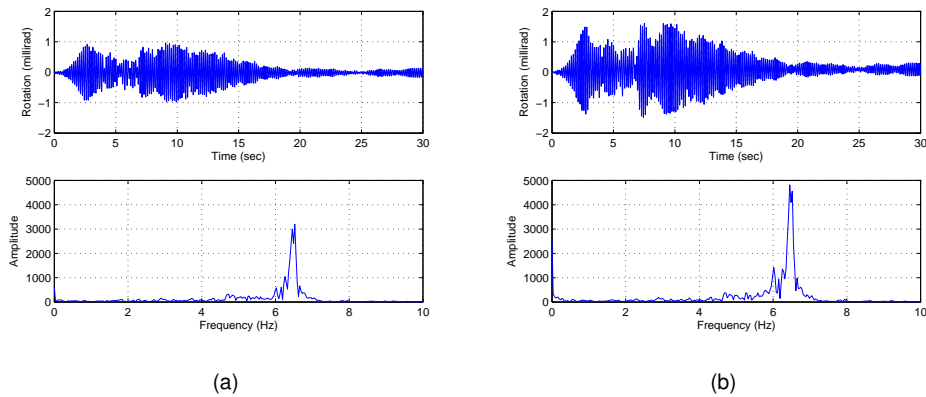 2
1
0
−1
−2
Rotation (millirad)
0 5 10 15 20 25 30
Time (sec)
5000
4000
3000
2000
1000
0
Amplitude
0 2 4 6 8 10
Frequency (Hz)
(a)
2
1
0
−1
−2
Rotation (millirad)
0 5 10 15 20 25 30
Time (sec)
5000
4000
3000
2000
1000
0
Amplitude
0 2 4 6 8 10
Frequency (Hz)
(b)